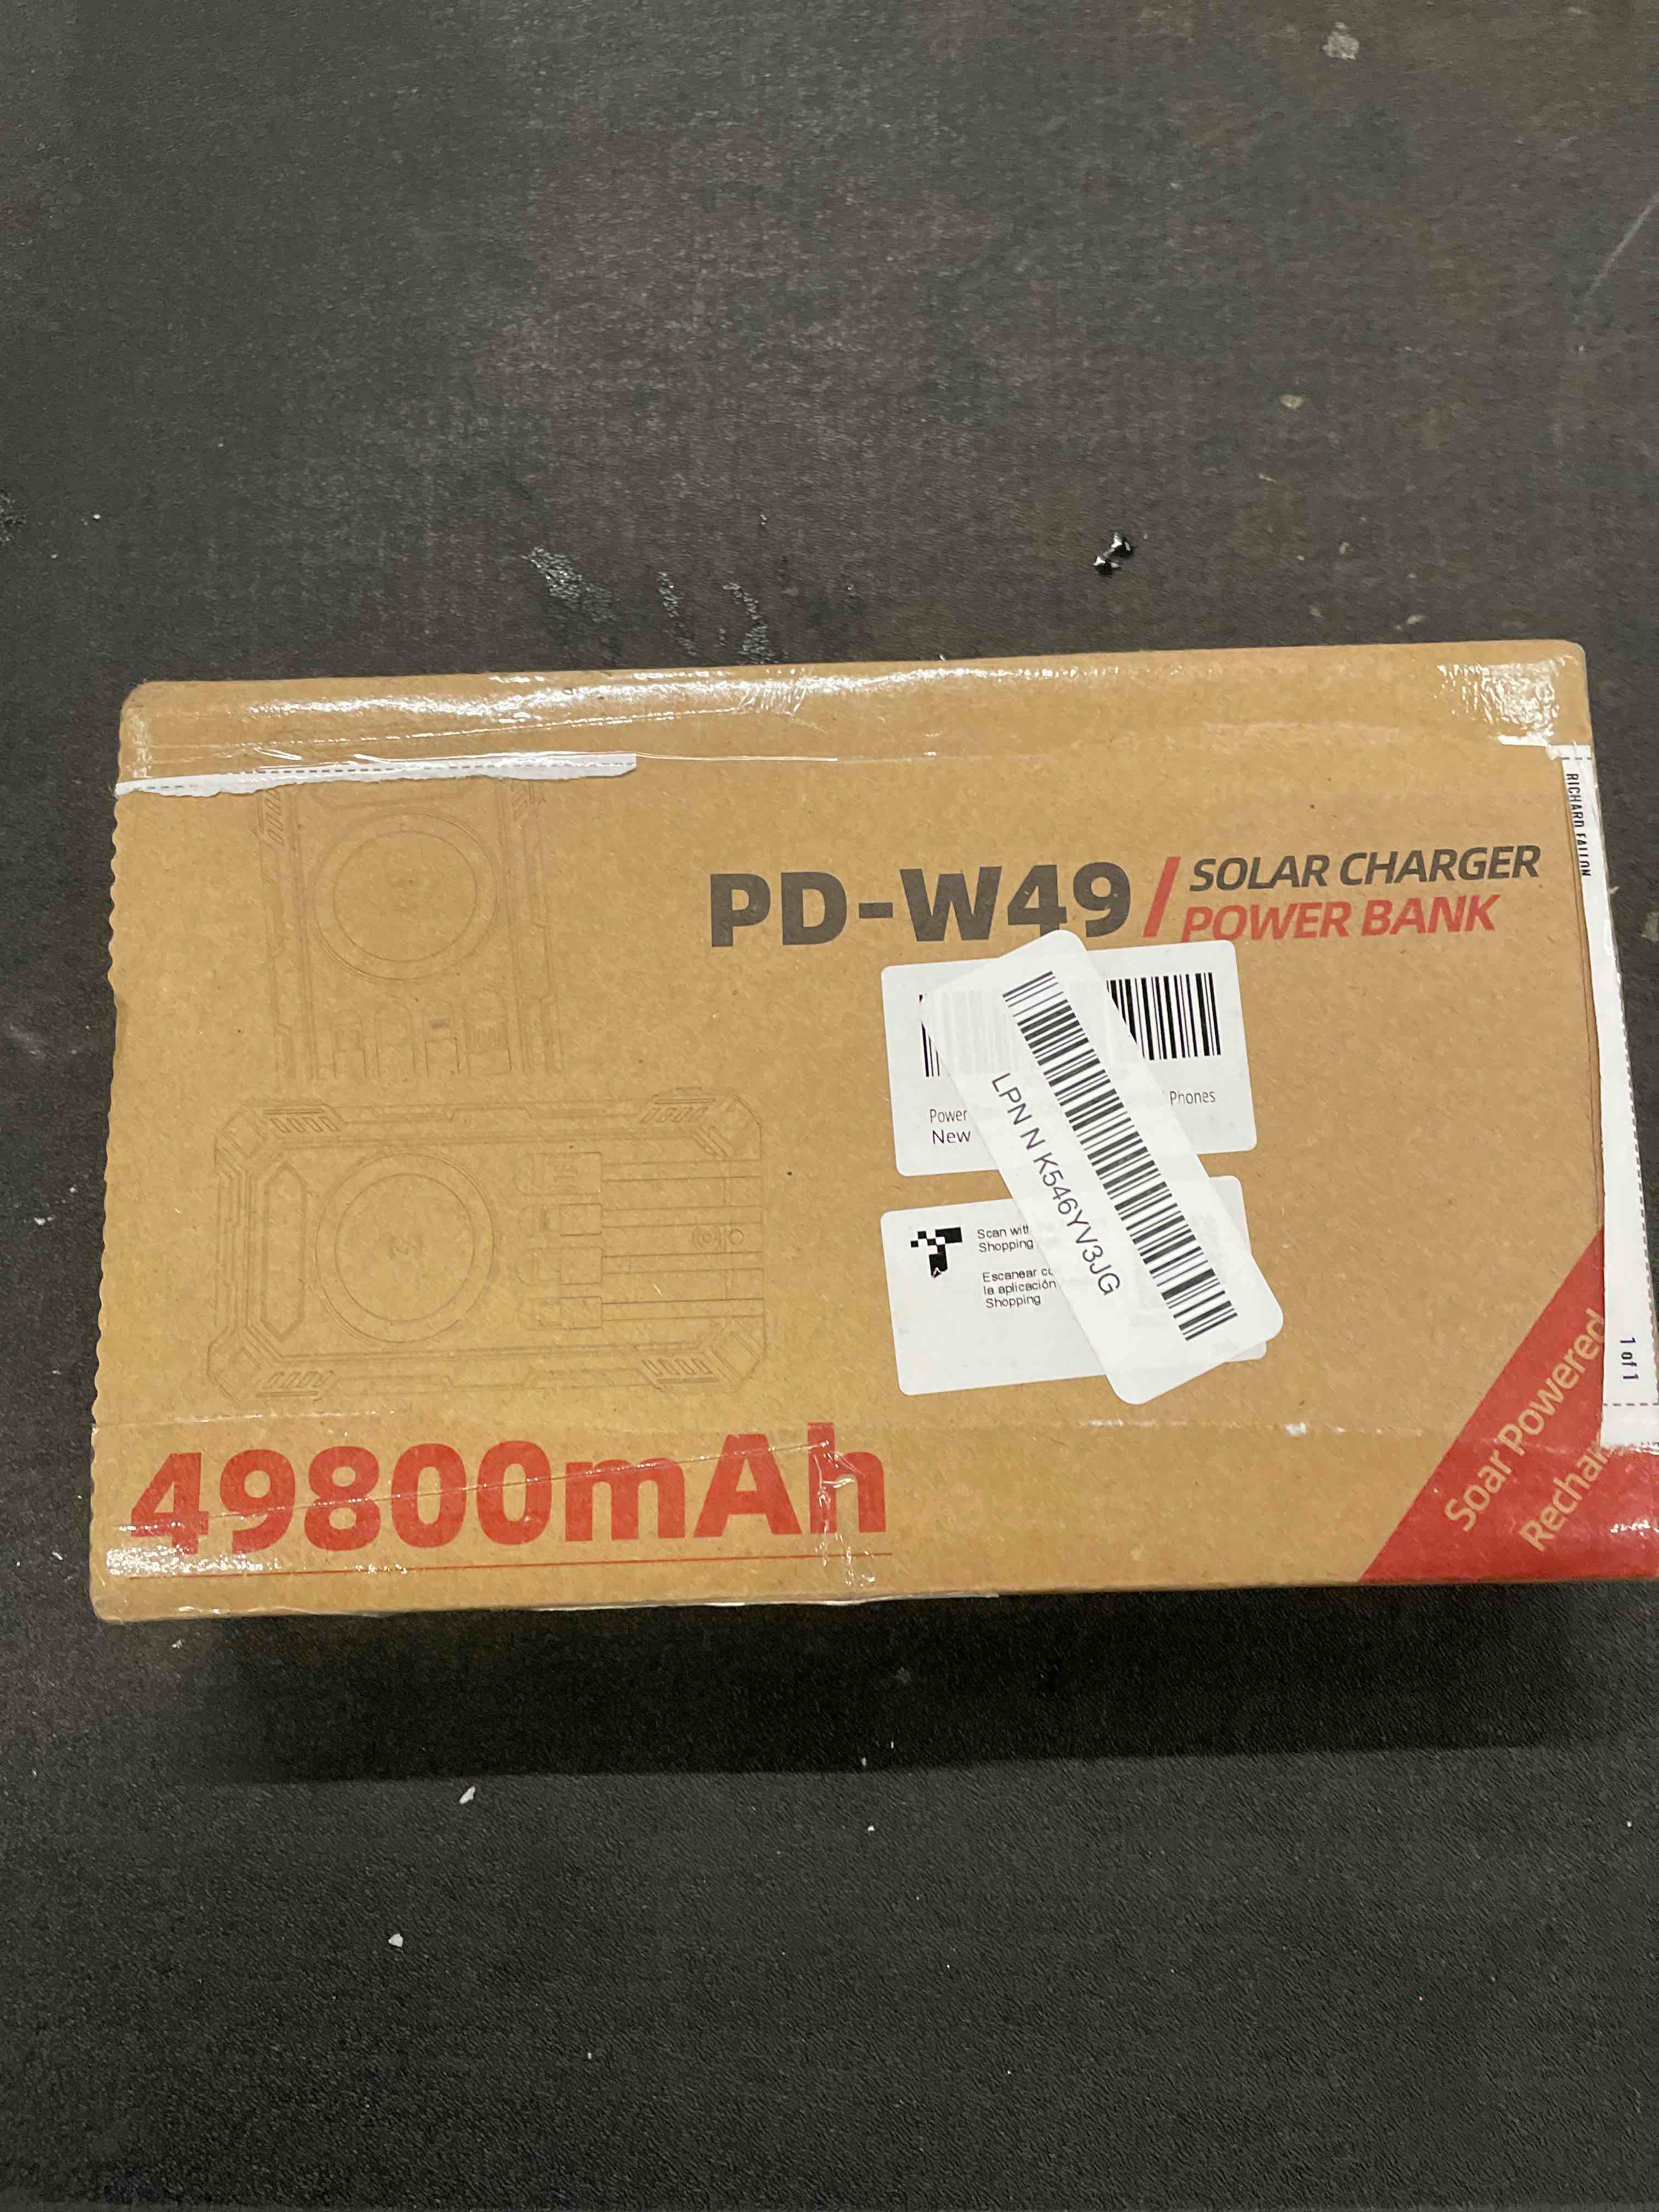 RICHARD FALLON
PD-W49
SOLAR CHARGER
POWER BANK
Power
Phones
New
LPN N K546YV3JG
Scan with
Shopping
Escanear
la aplicación
Shopping
1 of 1
49800mAh
Soar Powered
Rechar